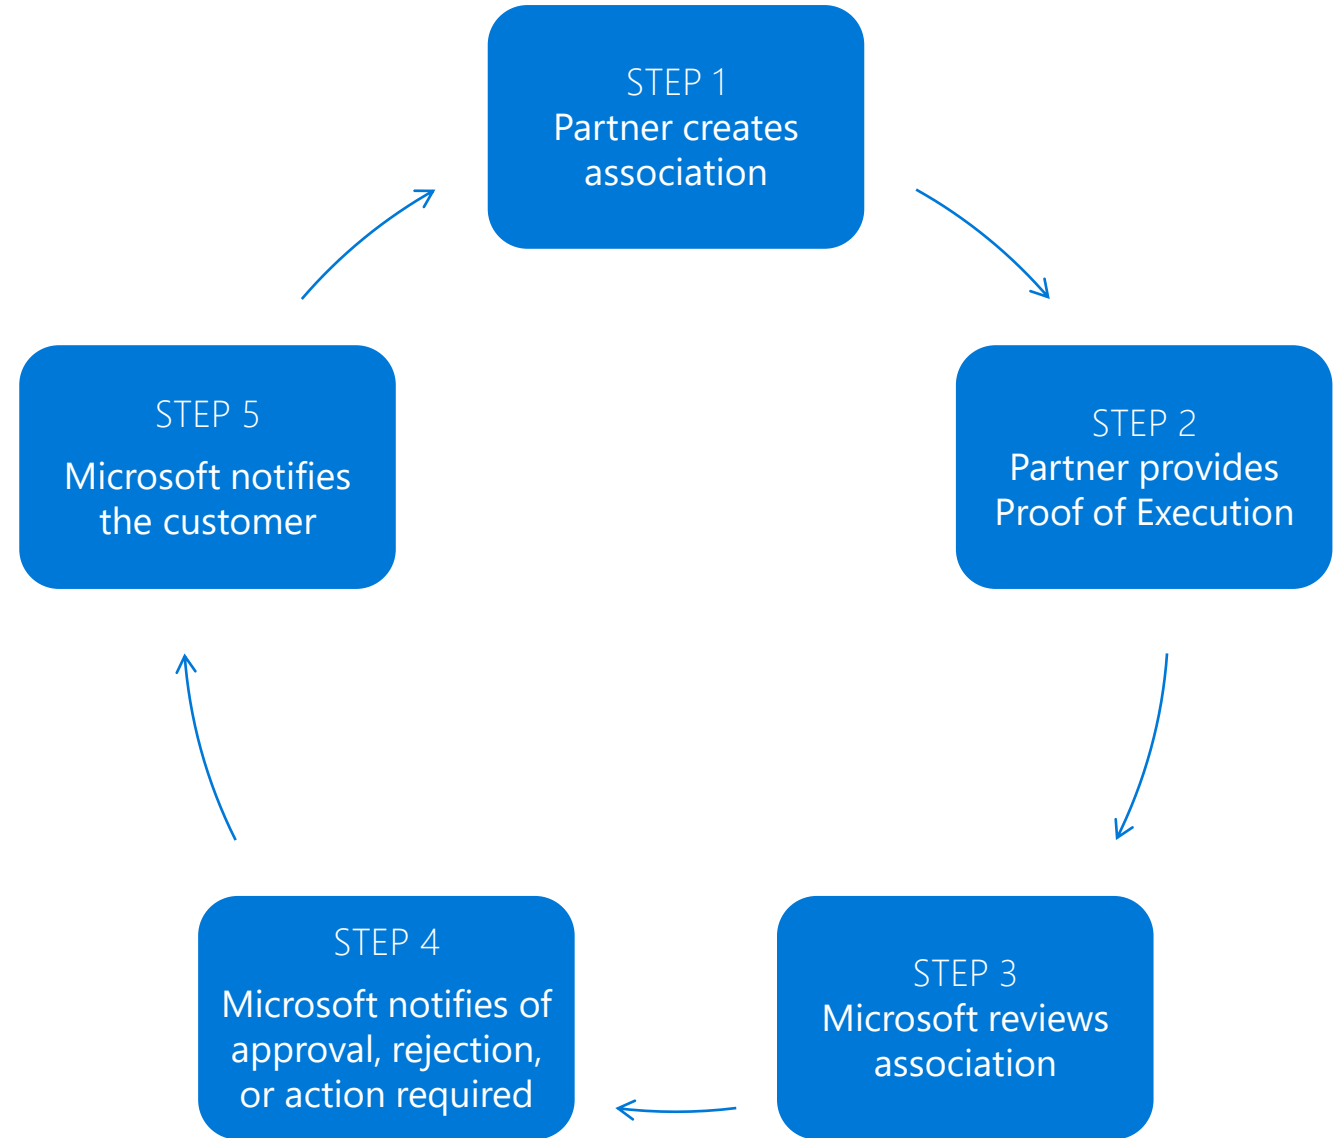 STEP 1
Partner creates
association
STEP 2
Partner provides
Proof of Execution
STEP 3
Microsoft reviews
association
STEP 4
Microsoft notifies of
approval, rejection,
or action required
STEP 5
Microsoft notifies
the customer